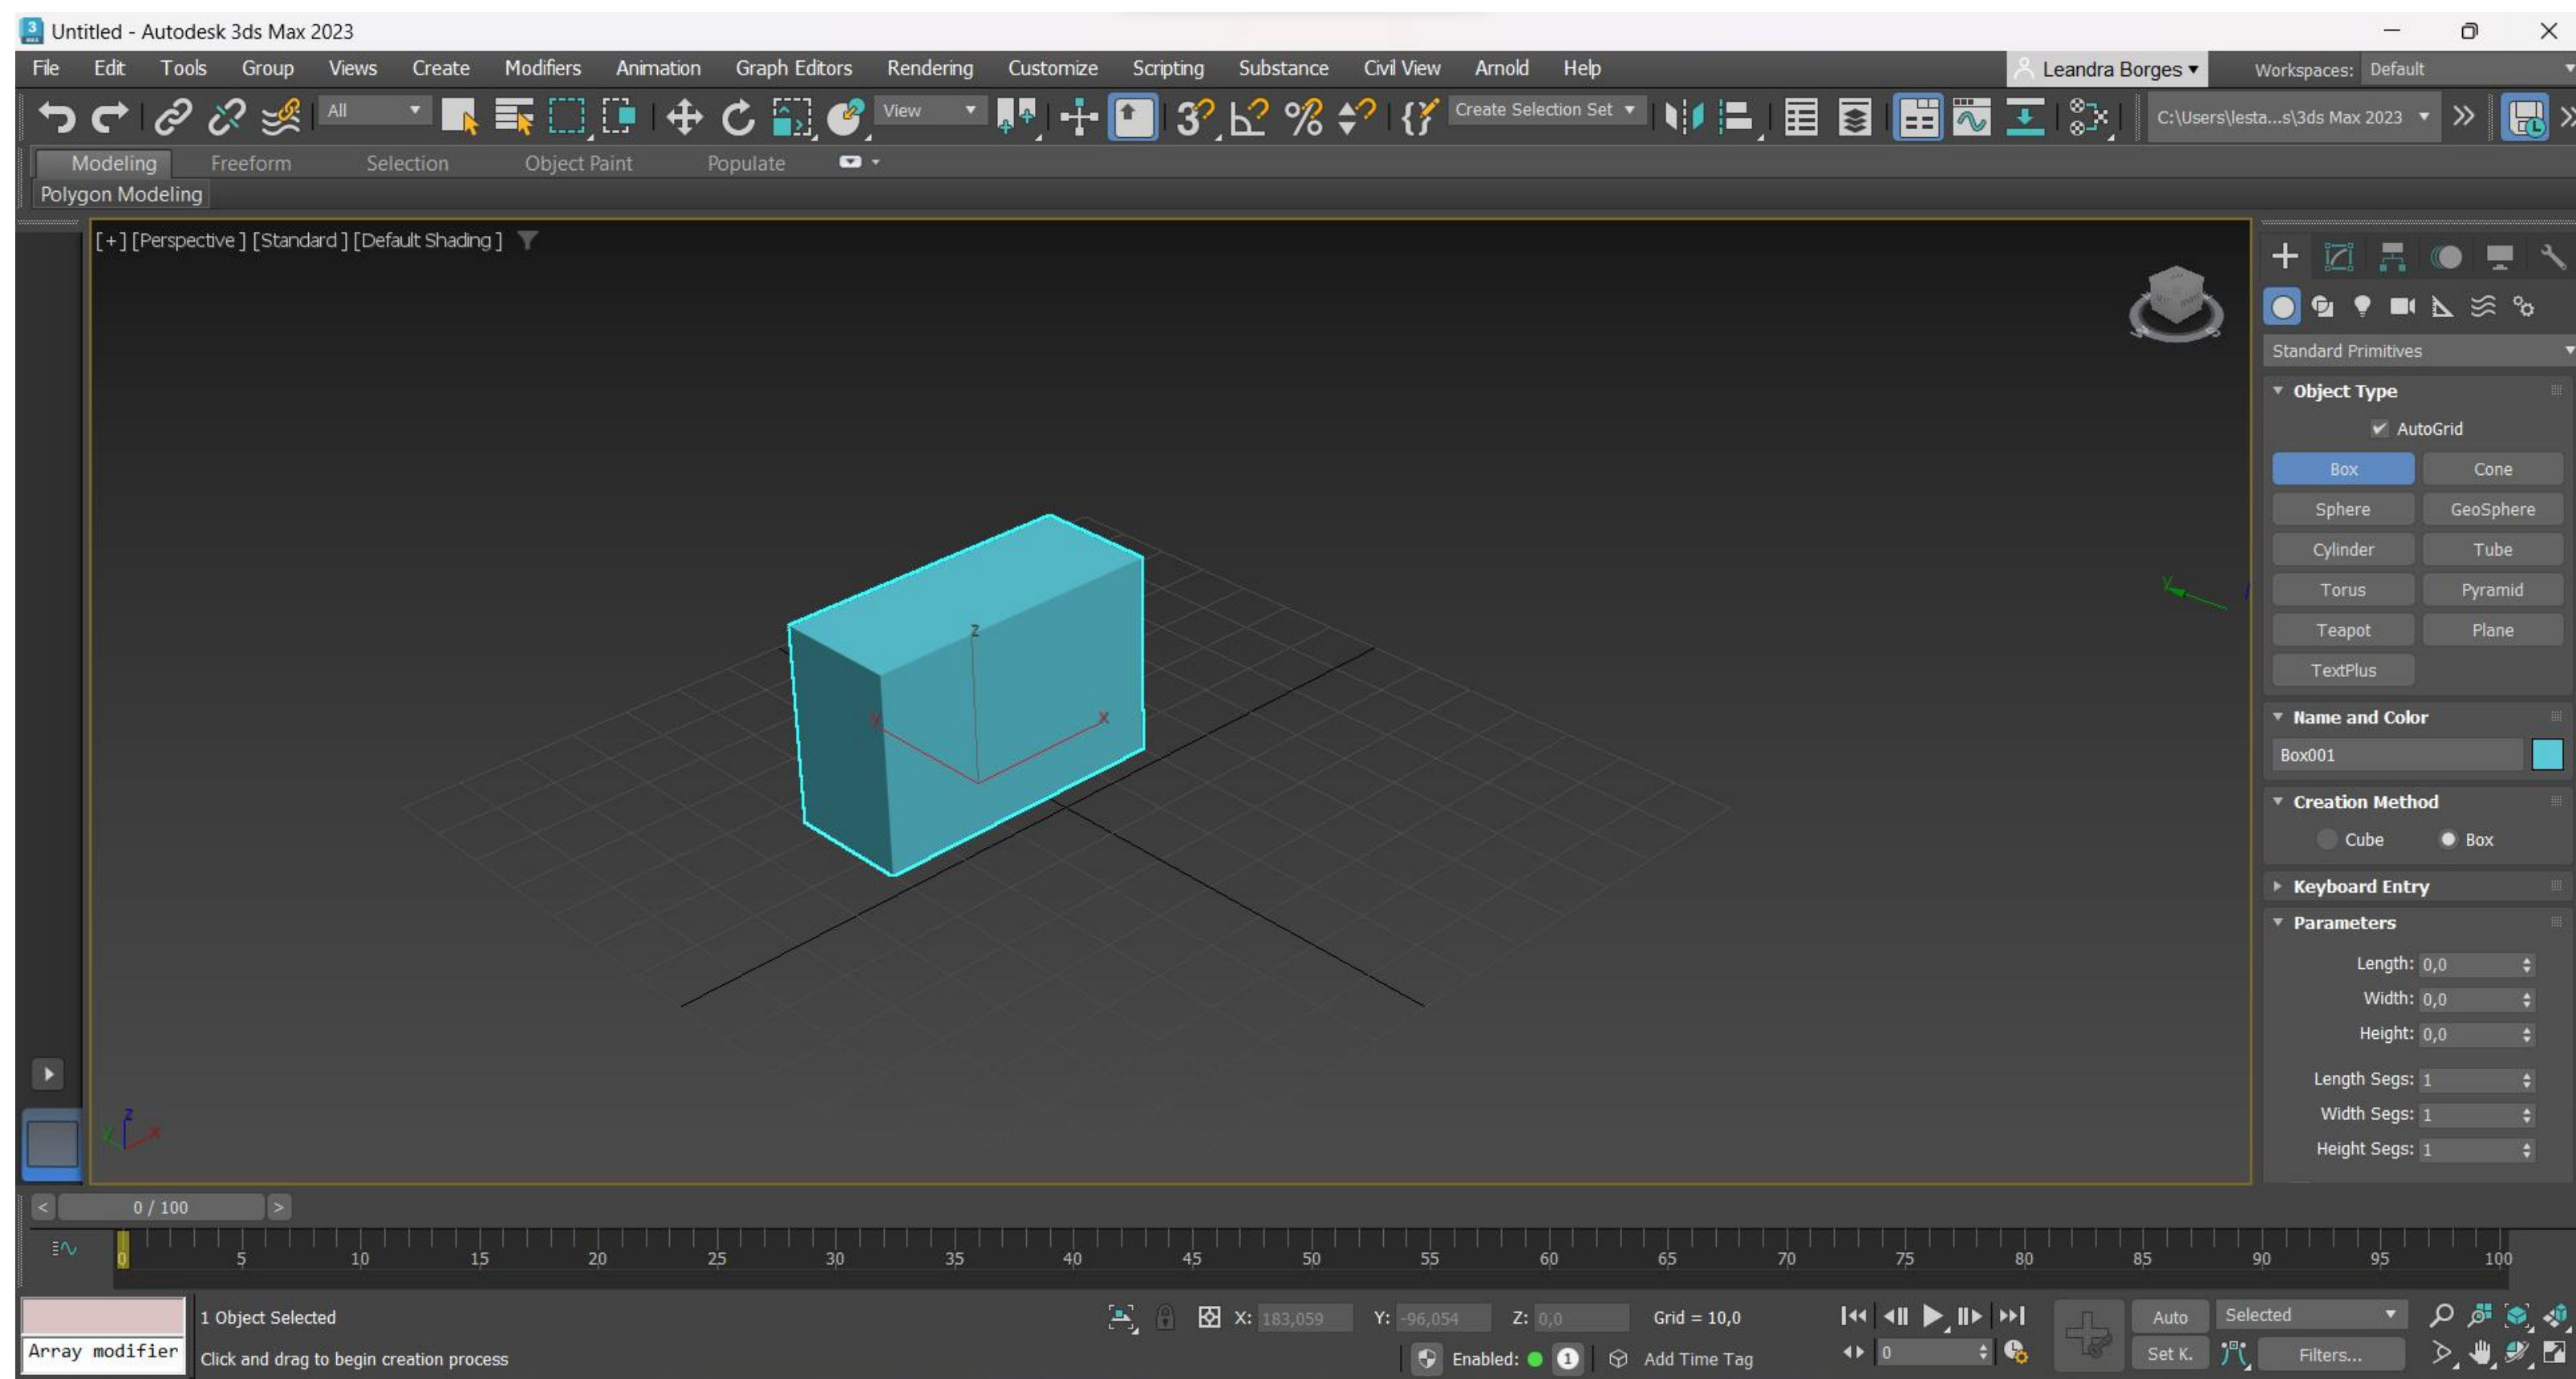 Untitled - Autodesk 3ds Max 2023
File Edit Tools Group Views Create Modifiers Animation Graph Editors Rendering Customize Scripting Substance Civil View Arnold Help Leandra Borges Workspaces: Default
All View Create Selection Set C:\Users\lesta...s\3ds Max 2023
Modeling Freeform Selection Object Paint Populate
Polygon Modeling
[+] [Perspective ] [Standard ] [Default Shading ]
Standard Primitives
Object Type
AutoGrid
Box Cone
Sphere GeoSphere
Cylinder Tube
Torus Pyramid
Teapot Plane
TextPlus
Name and Color
Box001
Creation Method
Cube Box
Keyboard Entry
Parameters
Length: 0,0
Width: 0,0
Height: 0,0
Length Segs: 1
Width Segs: 1
Height Segs: 1
z
y
x
y
z
y x
< 0 / 100 >
0 5 10 15 20 25 30 35 40 45 50 55 60 65 70 75 80 85 90 95 100
1 Object Selected X: 183,059 Y: -96,054 Z: 0,0 Grid = 10,0 Auto Selected
Array modifier Click and drag to begin creation process Enabled: 1 Add Time Tag 0 Set K. Filters...